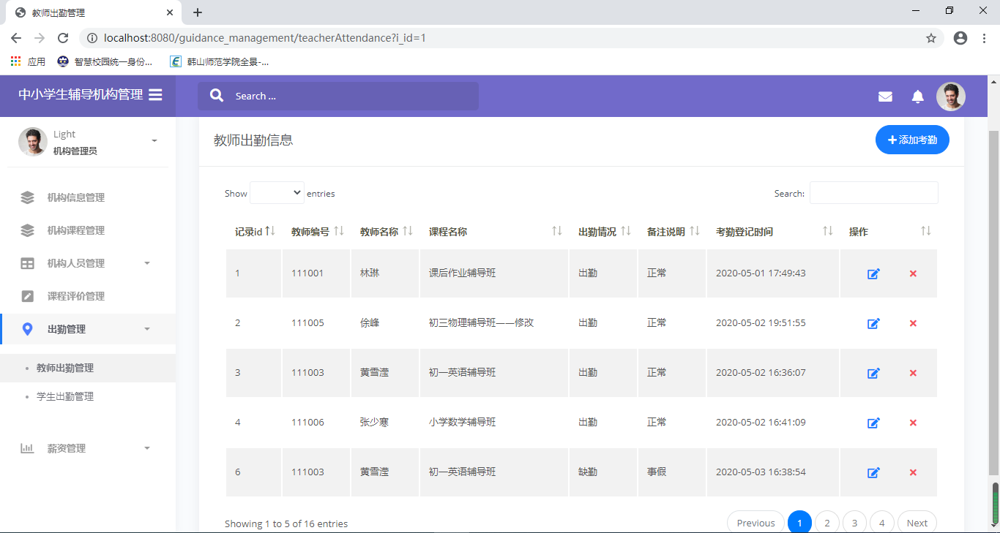 教师出勤管理
localhost:8080/guidance_management/teacherAttendance?i_id=1
应用 智慧校园统一身份... 韩山师范学院全景-...
中小学生辅导机构管理 Search ...
Light
机构管理员
机构信息管理
机构课程管理
机构人员管理
课程评价管理
出勤管理
教师出勤管理
学生出勤管理
薪资管理
教师出勤信息 添加考勤
Show entries Search:
记录id 教师编号 教师名称 课程名称 出勤情况 备注说明 考勤登记时间 操作
1 111001 林琳 课后作业辅导班 出勤 正常 2020-05-01 17:49:43
2 111005 徐峰 初三物理辅导班——修改 出勤 正常 2020-05-02 19:51:55
3 111003 黄雪滢 初一英语辅导班 出勤 正常 2020-05-02 16:36:07
4 111006 张少寒 小学数学辅导班 出勤 正常 2020-05-02 16:41:09
6 111003 黄雪滢 初一英语辅导班 缺勤 事假 2020-05-03 16:38:54
Showing 1 to 5 of 16 entries Previous 1 2 3 4 Next